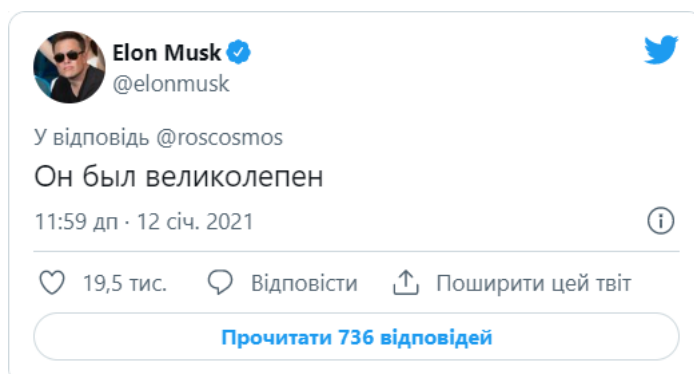 Elon Musk
@elonmusk
У відповідь @roscosmos
Он был великолепен
11:59 дп · 12 січ. 2021
19,5 тис. Відповісти Поширити цей твіт
Прочитати 736 відповідей